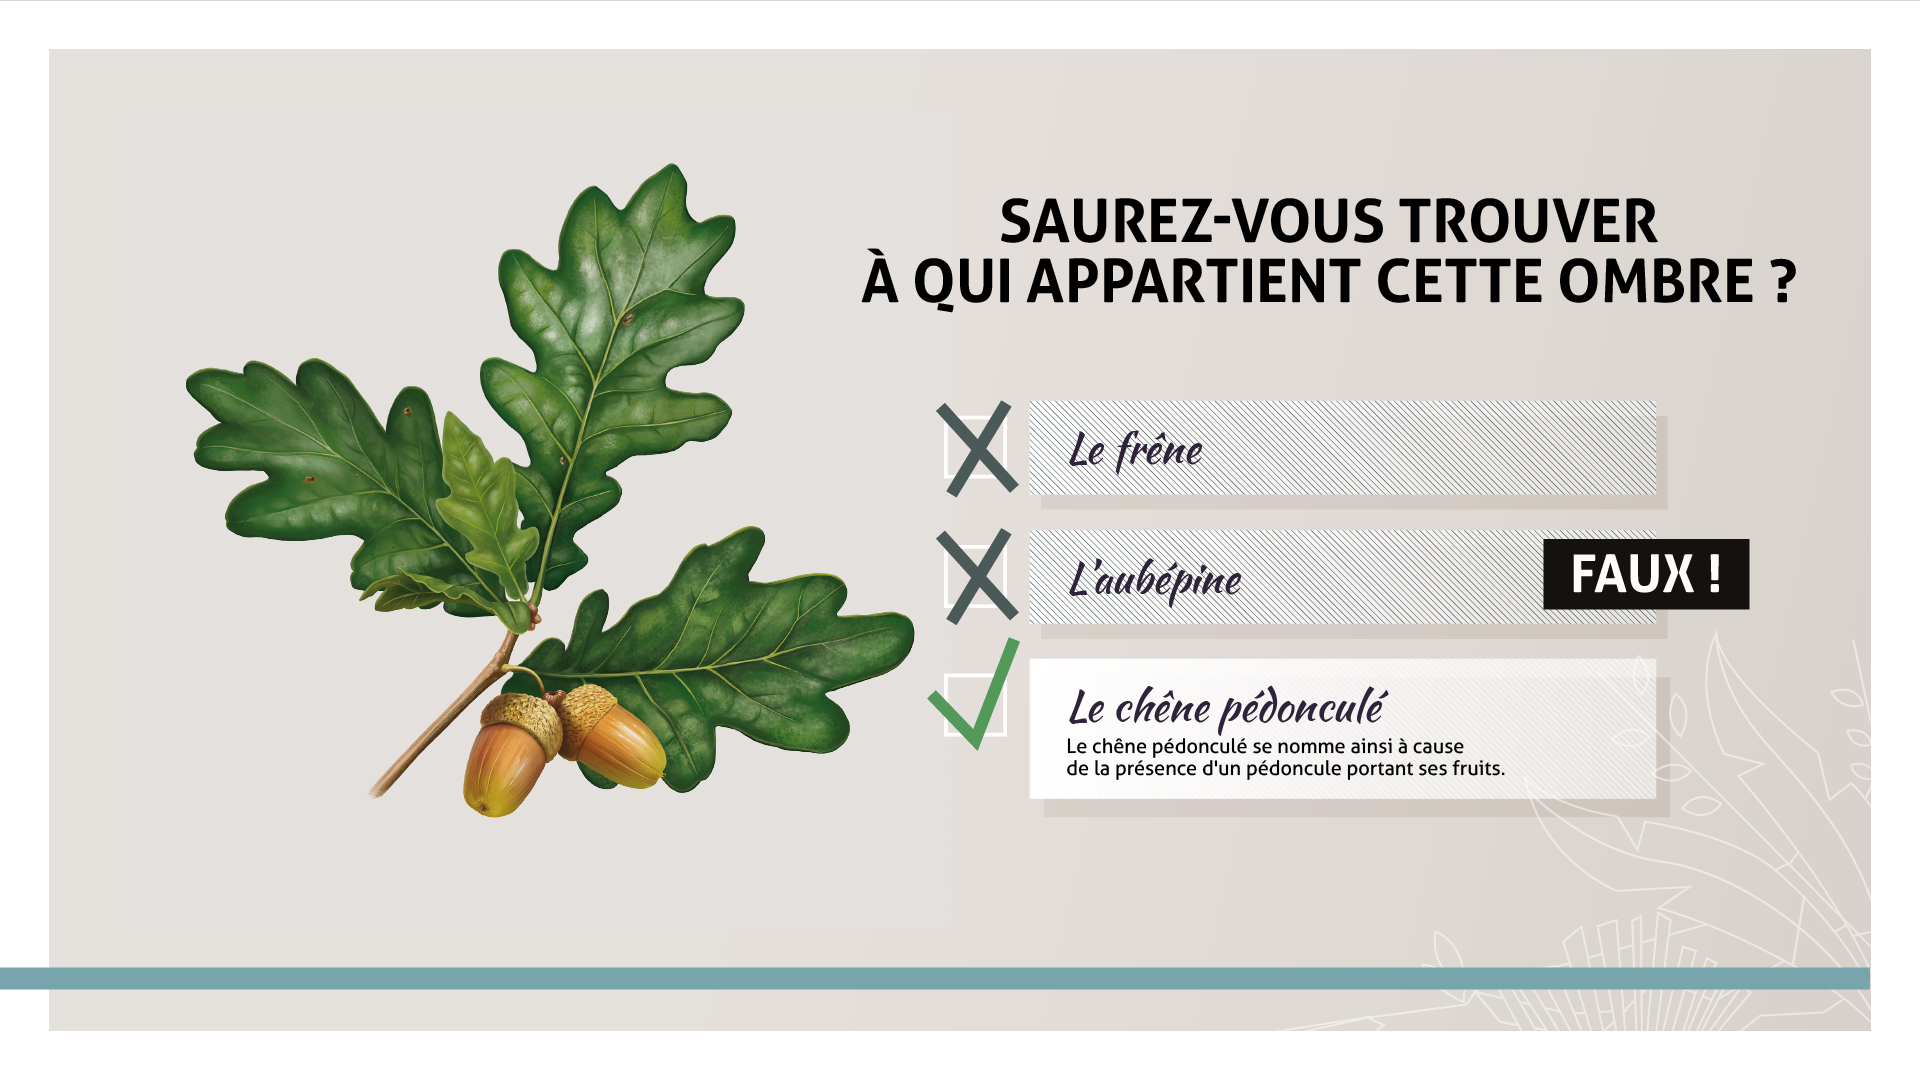 SAUREZ-VOUS TROUVER
À QUI APPARTIENT CETTE OMBRE ?
Le frêne
L'aubépine
FAUX !
Le chêne pédonculé
Le chêne pédonculé se nomme ainsi à cause
de la présence d'un pédoncule portant ses fruits.